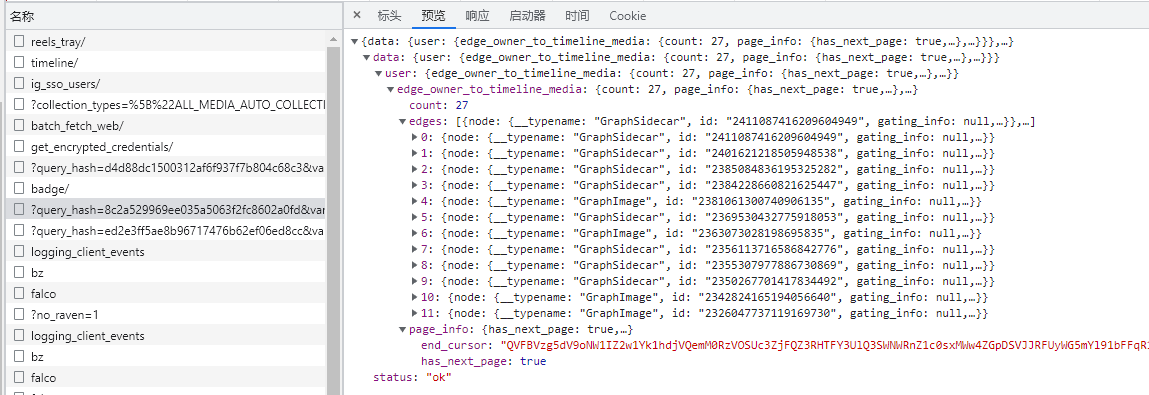 名称
reels_tray/
timeline/
ig_sso_users/
?collection_types=%5B%22ALL_MEDIA_AUTO_COLLECTI
batch_fetch_web/
get_encrypted_credentials/
?query_hash=d4d88dc1500312af6f937f7b804c68c3&va
badge/
?query_hash=8c2a529969ee035a5063f2fc8602a0fd&var
?query_hash=ed2e3ff5ae8b96717476b62ef06ed8cc&va
logging_client_events
bz
falco
?no_raven=1
logging_client_events
bz
falco
× 标头 预览 响应 启动器 时间 Cookie
▼{data: {user: {edge_owner_to_timeline_media: {count: 27, page_info: {has_next_page: true,…},…}}},…}
▼data: {user: {edge_owner_to_timeline_media: {count: 27, page_info: {has_next_page: true,…},…}}}
▼user: {edge_owner_to_timeline_media: {count: 27, page_info: {has_next_page: true,…},…}}
▼edge_owner_to_timeline_media: {count: 27, page_info: {has_next_page: true,…},…}
count: 27
▼edges: [{node: {__typename: "GraphSidecar", id: "2411087416209604949", gating_info: null,…}},…]
▶0: {node: {__typename: "GraphSidecar", id: "2411087416209604949", gating_info: null,…}}
▶1: {node: {__typename: "GraphSidecar", id: "2401621218505948538", gating_info: null,…}}
▶2: {node: {__typename: "GraphSidecar", id: "2385084836195325282", gating_info: null,…}}
▶3: {node: {__typename: "GraphSidecar", id: "2384228660821625447", gating_info: null,…}}
▶4: {node: {__typename: "GraphImage", id: "2381061300740906135", gating_info: null,…}}
▶5: {node: {__typename: "GraphSidecar", id: "2369530432775918053", gating_info: null,…}}
▶6: {node: {__typename: "GraphImage", id: "2363073028198695835", gating_info: null,…}}
▶7: {node: {__typename: "GraphSidecar", id: "2356113716586842776", gating_info: null,…}}
▶8: {node: {__typename: "GraphSidecar", id: "2355307977886730869", gating_info: null,…}}
▶9: {node: {__typename: "GraphSidecar", id: "2350267701417834492", gating_info: null,…}}
▶10: {node: {__typename: "GraphImage", id: "2342824165194056640", gating_info: null,…}}
▶11: {node: {__typename: "GraphImage", id: "2326047737119169730", gating_info: null,…}}
▼page_info: {has_next_page: true,…}
end_cursor:
has_next_page: true
status: "ok"